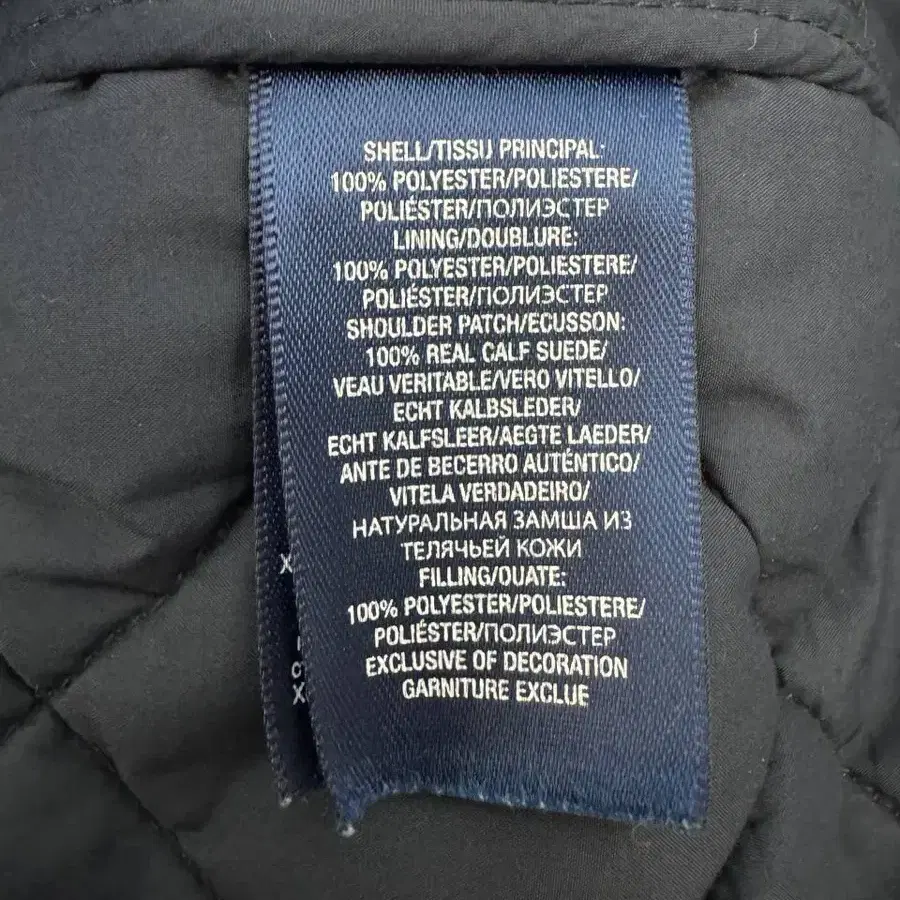 SHELL/TISSU PRINCIPAL:
100% POLYESTER/POLIESTERE/
POLIÉSTER/ПОЛИЭСТЕР
LINING/DOUBLURE:
100% POLYESTER/POLIESTERE/
POLIÉSTER/ПОЛИЭСТЕР
SHOULDER PATCH/ECUSSON:
100% REAL CALF SUEDE/
VEAU VERITABLE/VERO VITELLO/
ECHT KALBSLEDER/
ECHT KALFSLEER/AEGTE LAEDER/
ANTE DE BECERRO AUTÉNTICO/
VITELA VERDADEIRO/
НАТУРАЛЬНАЯ ЗАМША ИЗ
ТЕЛЯЧЬЕЙ КОЖИ
FILLING/OUATE:
100% POLYESTER/POLIESTERE/
POLIÉSTER/ПОЛИЭСТЕР
EXCLUSIVE OF DECORATION
GARNITURE EXCLUE